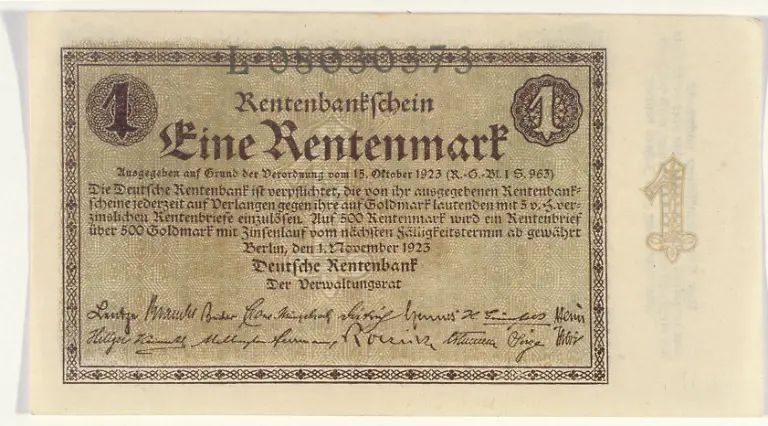 L·08030373
1 Rentenbankschein 1
Eine Rentenmark
Ausgegeben auf Grund der Verordnung vom 15. Oktober 1923 (R.-G.-Bl. I S. 963)
Die Deutsche Rentenbank ist verpflichtet, die von ihr ausgegebenen Rentenbank-
scheine jederzeit auf Verlangen gegen ihre auf Goldmark lautenden mit 5 v. H. ver-
zinslichen Rentenbriefe einzulösen. Auf 500 Rentenmark wird ein Rentenbrief
über 500 Goldmark mit Zinsenlauf vom nächsten Fälligkeitstermin ab gewährt
Berlin, den 1. November 1923
Deutsche Rentenbank
Der Verwaltungsrat
1